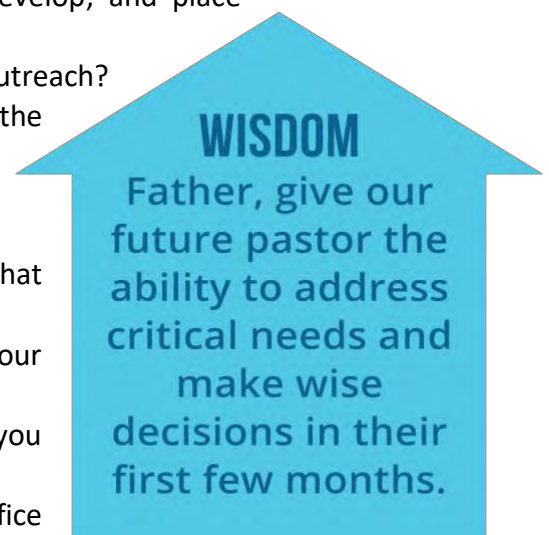 evelop, and place
utreach?
the
hat
our
you
fice
WISDOM
Father, give our
future pastor the
ability to address
critical needs and
make wise
decisions in their
first few months.